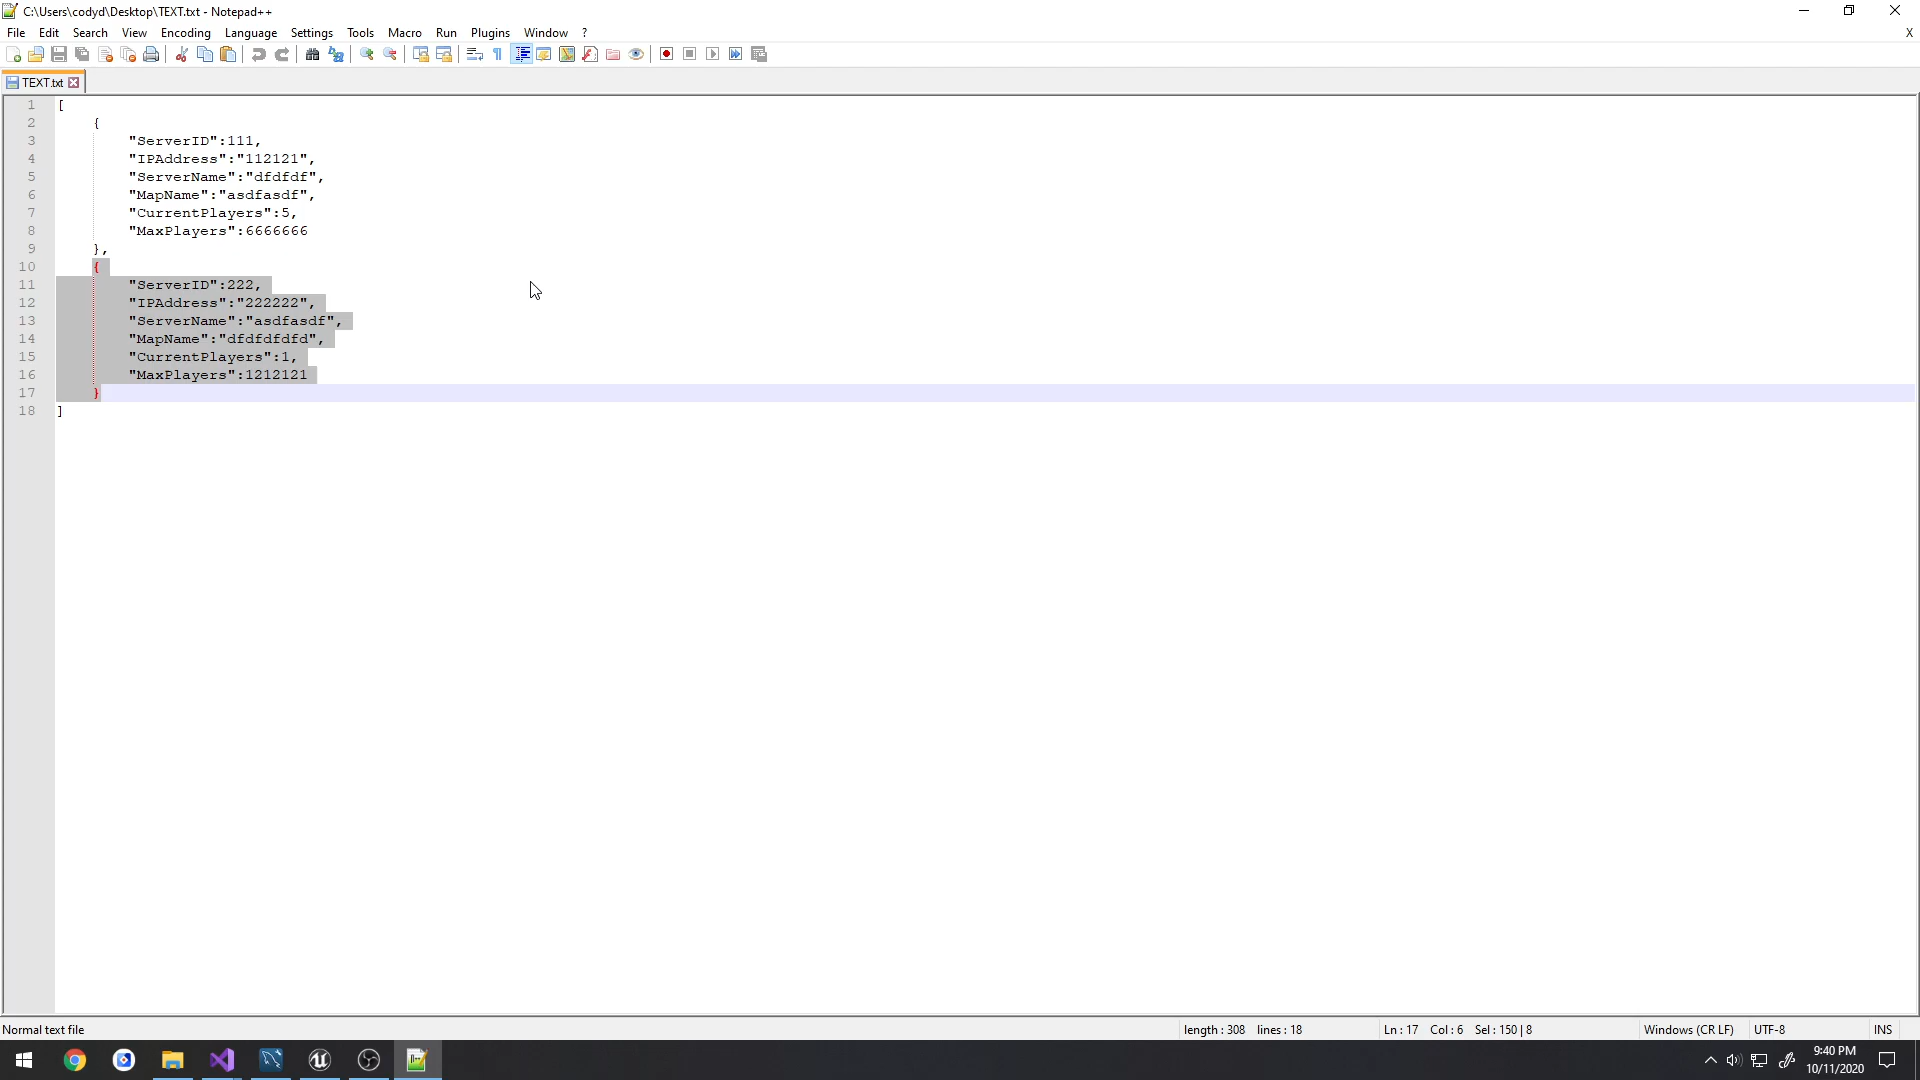 C:\Users\codyd\Desktop\TEXT.txt - Notepad++
File Edit Search View Encoding Language Settings Tools Macro Run Plugins Window ? X
TEXT.txt
1 [
2 {
3 "ServerID":111,
4 "IPAddress":"112121",
5 "ServerName":"dfdfdf",
6 "MapName":"asdfasdf",
7 "CurrentPlayers":5,
8 "MaxPlayers":6666666
9 },
10 {
11 "ServerID":222,
12 "IPAddress":"222222",
13 "ServerName":"asdfasdf",
14 "MapName":"dfdfdfdfd",
15 "CurrentPlayers":1,
16 "MaxPlayers":1212121
17 }
18 ]
Normal text file length : 308 lines : 18 Ln : 17 Col : 6 Sel : 150 | 8 Windows (CR LF) UTF-8 INS
9:40 PM
10/11/2020